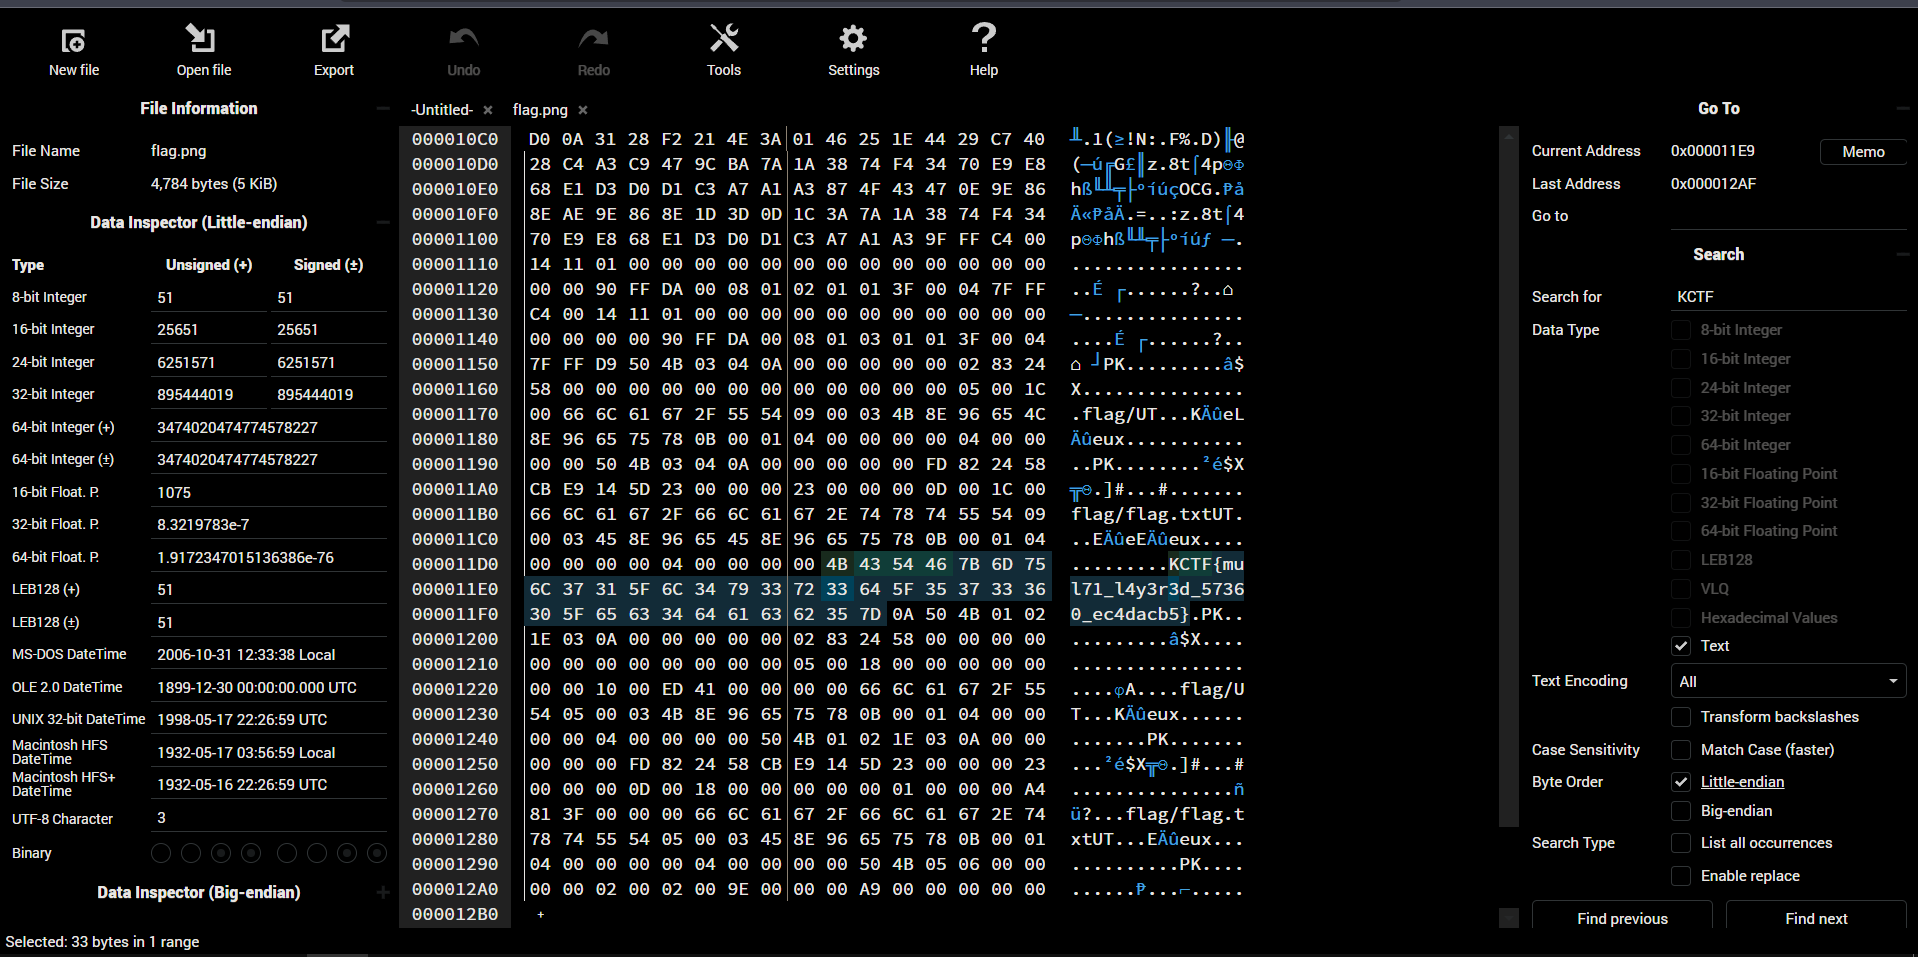 New file
Open file
Export
Undo
Redo
Tools
Settings
Help
File Information
File Name flag.png
File Size 4,784 bytes (5 KiB)
Data Inspector (Little-endian)
Type Unsigned (+) Signed (±)
8-bit Integer 51 51
16-bit Integer 25651 25651
24-bit Integer 6251571 6251571
32-bit Integer 895444019 895444019
64-bit Integer (+) 3474020474774578227
64-bit Integer (±) 3474020474774578227
16-bit Float. P. 1075
32-bit Float. P. 8.3219783e-7
64-bit Float. P. 1.9172347015136386e-76
LEB128 (+) 51
LEB128 (±) 51
MS-DOS DateTime 2006-10-31 12:33:38 Local
OLE 2.0 DateTime 1899-12-30 00:00:00.000 UTC
UNIX 32-bit DateTime 1998-05-17 22:26:59 UTC
Macintosh HFS DateTime 1932-05-17 03:56:59 Local
Macintosh HFS+ DateTime 1932-05-16 22:26:59 UTC
UTF-8 Character 3
Binary
Data Inspector (Big-endian)
Selected: 33 bytes in 1 range
-Untitled- × flag.png ×
000010C0 D0 0A 31 28 F2 21 4E 3A 01 46 25 1E 44 29 C7 40 ╨.1(≥!N:.F%.D)╟@
000010D0 28 C4 A3 C9 47 9C BA 7A 1A 38 74 F4 34 70 E9 E8 (─ú╔G£║z.8t⌠4pΘΦ
000010E0 68 E1 D3 D0 D1 C3 A7 A1 A3 87 4F 43 47 0E 9E 86 hß╙╨╤├ºíúçOCG.₧å
000010F0 8E AE 9E 86 8E 1D 3D 0D 1C 3A 7A 1A 38 74 F4 34 Ä«₧åÄ.=..:z.8t⌠4
00001100 70 E9 E8 68 E1 D3 D0 D1 C3 A7 A1 A3 9F FF C4 00 pΘΦhß╙╨╤├ºíúƒ ─.
00001110 14 11 01 00 00 00 00 00 00 00 00 00 00 00 00 00 ................
00001120 00 00 90 FF DA 00 08 01 02 01 01 3F 00 04 7F FF ..É ┌......?..⌂
00001130 C4 00 14 11 01 00 00 00 00 00 00 00 00 00 00 00 ─...............
00001140 00 00 00 00 90 FF DA 00 08 01 03 01 01 3F 00 04 ....É ┌......?..
00001150 7F FF D9 50 4B 03 04 0A 00 00 00 00 00 02 83 24 ⌂ ┘PK.........â$
00001160 58 00 00 00 00 00 00 00 00 00 00 00 00 05 00 1C X...............
00001170 00 66 6C 61 67 2F 55 54 09 00 03 4B 8E 96 65 4C .flag/UT...KÄûeL
00001180 8E 96 65 75 78 0B 00 01 04 00 00 00 00 04 00 00 Äûeux...........
00001190 00 00 50 4B 03 04 0A 00 00 00 00 00 FD 82 24 58 ..PK........²é$X
000011A0 CB E9 14 5D 23 00 00 00 23 00 00 00 0D 00 1C 00 ╦Θ.]#...#.......
000011B0 66 6C 61 67 2F 66 6C 61 67 2E 74 78 74 55 54 09 flag/flag.txtUT.
000011C0 00 03 45 8E 96 65 45 8E 96 65 75 78 0B 00 01 04 ..EÄûeEÄûeux....
000011D0 00 00 00 00 04 00 00 00 00 4B 43 54 46 7B 6D 75 .........KCTF{mu
000011E0 6C 37 31 5F 6C 34 79 33 72 33 64 5F 35 37 33 36 l71_l4y3r3d_5736
000011F0 30 5F 65 63 34 64 61 63 62 35 7D 0A 50 4B 01 02 0_ec4dacb5}.PK..
00001200 1E 03 0A 00 00 00 00 00 02 83 24 58 00 00 00 00 .........â$X....
00001210 00 00 00 00 00 00 00 00 05 00 18 00 00 00 00 00 ................
00001220 00 00 10 00 ED 41 00 00 00 00 66 6C 61 67 2F 55 ....φA....flag/U
00001230 54 05 00 03 4B 8E 96 65 75 78 0B 00 01 04 00 00 T...KÄûeux......
00001240 00 00 04 00 00 00 00 50 4B 01 02 1E 03 0A 00 00 .......PK.......
00001250 00 00 00 FD 82 24 58 CB E9 14 5D 23 00 00 00 23 ...²é$X╦Θ.]#...#
00001260 00 00 00 0D 00 18 00 00 00 00 00 01 00 00 00 A4 ...............ñ
00001270 81 3F 00 00 00 66 6C 61 67 2F 66 6C 61 67 2E 74 ü?...flag/flag.t
00001280 78 74 55 54 05 00 03 45 8E 96 65 75 78 0B 00 01 xtUT...EÄûeux...
00001290 04 00 00 00 00 04 00 00 00 00 50 4B 05 06 00 00 ..........PK....
000012A0 00 00 02 00 02 00 9E 00 00 00 A9 00 00 00 00 00 ......₧...⌐.....
000012B0 +
Go To
Current Address 0x000011E9 Memo
Last Address 0x000012AF
Go to
Search
Search for KCTF
Data Type 8-bit Integer
16-bit Integer
24-bit Integer
32-bit Integer
64-bit Integer
16-bit Floating Point
32-bit Floating Point
64-bit Floating Point
LEB128
VLQ
Hexadecimal Values
Text
Text Encoding All
Transform backslashes
Case Sensitivity Match Case (faster)
Byte Order Little-endian
Big-endian
Search Type List all occurrences
Enable replace
Find previous Find next